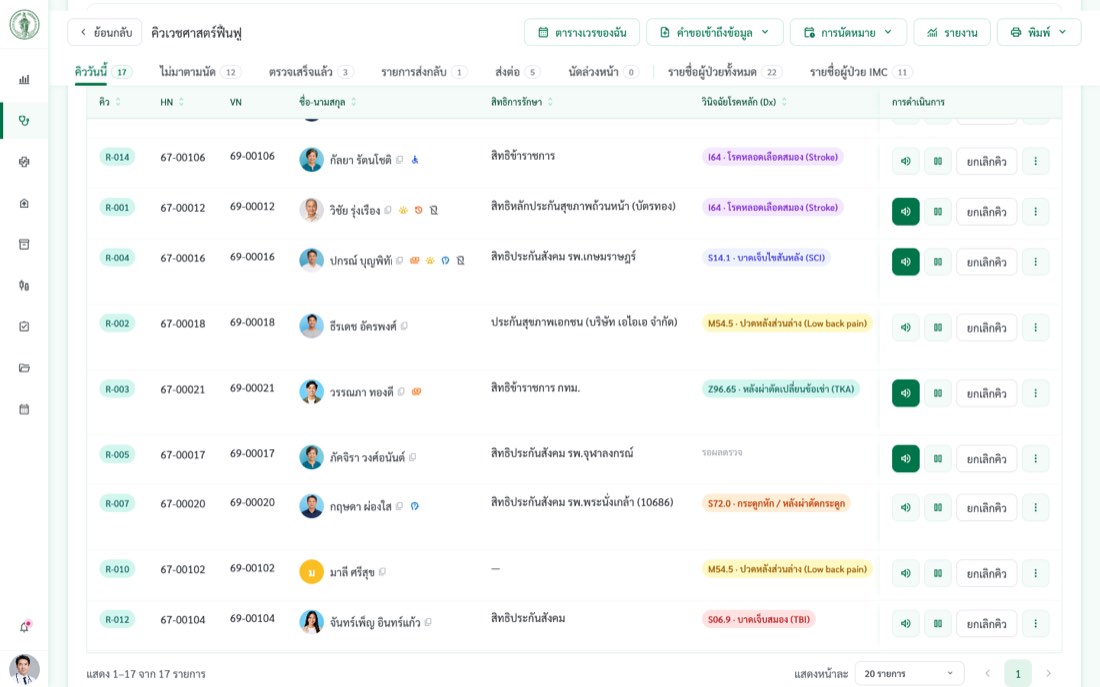 ย้อนกลับ คิวเวชศาสตร์ฟื้นฟู ตารางเวรของฉัน คำขอเข้าถึงข้อมูล การนัดหมาย รายงาน พิมพ์
คิววันนี้ 17 ไม่มาตามนัด 12 ตรวจเสร็จแล้ว 3 รายการส่งกลับ 1 ส่งต่อ 5 นัดล่วงหน้า 0 รายชื่อผู้ป่วยทั้งหมด 22 รายชื่อผู้ป่วย IMC 11
คิว HN VN ชื่อ-นามสกุล สิทธิการรักษา วินิจฉัยโรคหลัก (Dx) การดำเนินการ
R-014 67-00106 69-00106 กัลยา รัตนโชติ สิทธิข้าราชการ I64 · โรคหลอดเลือดสมอง (Stroke) ยกเลิกคิว
R-001 67-00012 69-00012 วิชัย รุ่งเรือง สิทธิหลักประกันสุขภาพถ้วนหน้า (บัตรทอง) I64 · โรคหลอดเลือดสมอง (Stroke) ยกเลิกคิว
R-004 67-00016 69-00016 ปกรณ์ บุญพิทั สิทธิประกันสังคม รพ.เกษมราษฎร์ S14.1 · บาดเจ็บไขสันหลัง (SCI) ยกเลิกคิว
R-002 67-00018 69-00018 ธีรเดช อัครพงศ์ ประกันสุขภาพเอกชน (บริษัท เอไอเอ จำกัด) M54.5 · ปวดหลังส่วนล่าง (Low back pain) ยกเลิกคิว
R-003 67-00021 69-00021 วรรณภา ทองดี สิทธิข้าราชการ กทม. Z96.65 · หลังผ่าตัดเปลี่ยนข้อเข่า (TKA) ยกเลิกคิว
R-005 67-00017 69-00017 ภัคจิรา วงศ์อนันต์ สิทธิประกันสังคม รพ.จุฬาลงกรณ์ รอผลตรวจ ยกเลิกคิว
R-007 67-00020 69-00020 กฤษดา ผ่องใส สิทธิประกันสังคม รพ.พระนั่งเกล้า (10686) S72.0 · กระดูกหัก / หลังผ่าตัดกระดูก ยกเลิกคิว
R-010 67-00102 69-00102 ม มาลี ศรีสุข — M54.5 · ปวดหลังส่วนล่าง (Low back pain) ยกเลิกคิว
R-012 67-00104 69-00104 จันทร์เพ็ญ อินทร์แก้ว สิทธิประกันสังคม S06.9 · บาดเจ็บสมอง (TBI) ยกเลิกคิว
แสดง 1–17 จาก 17 รายการ แสดงหน้าละ 20 รายการ 1